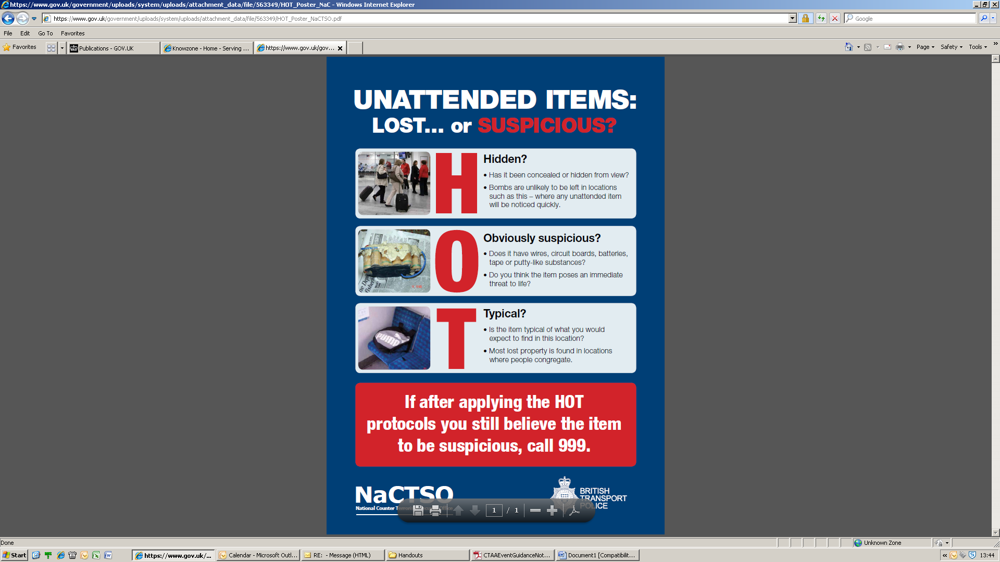 https://www.gov.uk/government/uploads/system/uploads/attachment_data/file/563349/HOT_Poster_NaC - Windows Internet Explorer
https://www.gov.uk/government/uploads/system/uploads/attachment_data/file/563349/HOT_Poster_NaCTSO.pdf
Google
File Edit Go To Favorites
Favorites
Publications - GOV.UK
Knowzone - Home - Serving ...
https://www.gov.uk/gov...
Page Safety Tools
UNATTENDED ITEMS:
LOST... or SUSPICIOUS?
H
Hidden?
• Has it been concealed or hidden from view?
• Bombs are unlikely to be left in locations
such as this – where any unattended item
will be noticed quickly.
O
Obviously suspicious?
• Does it have wires, circuit boards, batteries,
tape or putty-like substances?
• Do you think the item poses an immediate
threat to life?
T
Typical?
• Is the item typical of what you would
expect to find in this location?
• Most lost property is found in locations
where people congregate.
PUMP
If after applying the HOT
protocols you still believe the item
to be suspicious, call 999.
NaCTSO
National Counter
BRITISH
TRANSPORT
POLICE
1 / 1
Done
Unknown Zone
Start
https://www.gov.uk/...
Calendar - Microsoft Outl...
RE: - Message (HTML)
Handouts
CTAAEventGuidanceNot...
Document1 [Compatibilit...
13:44